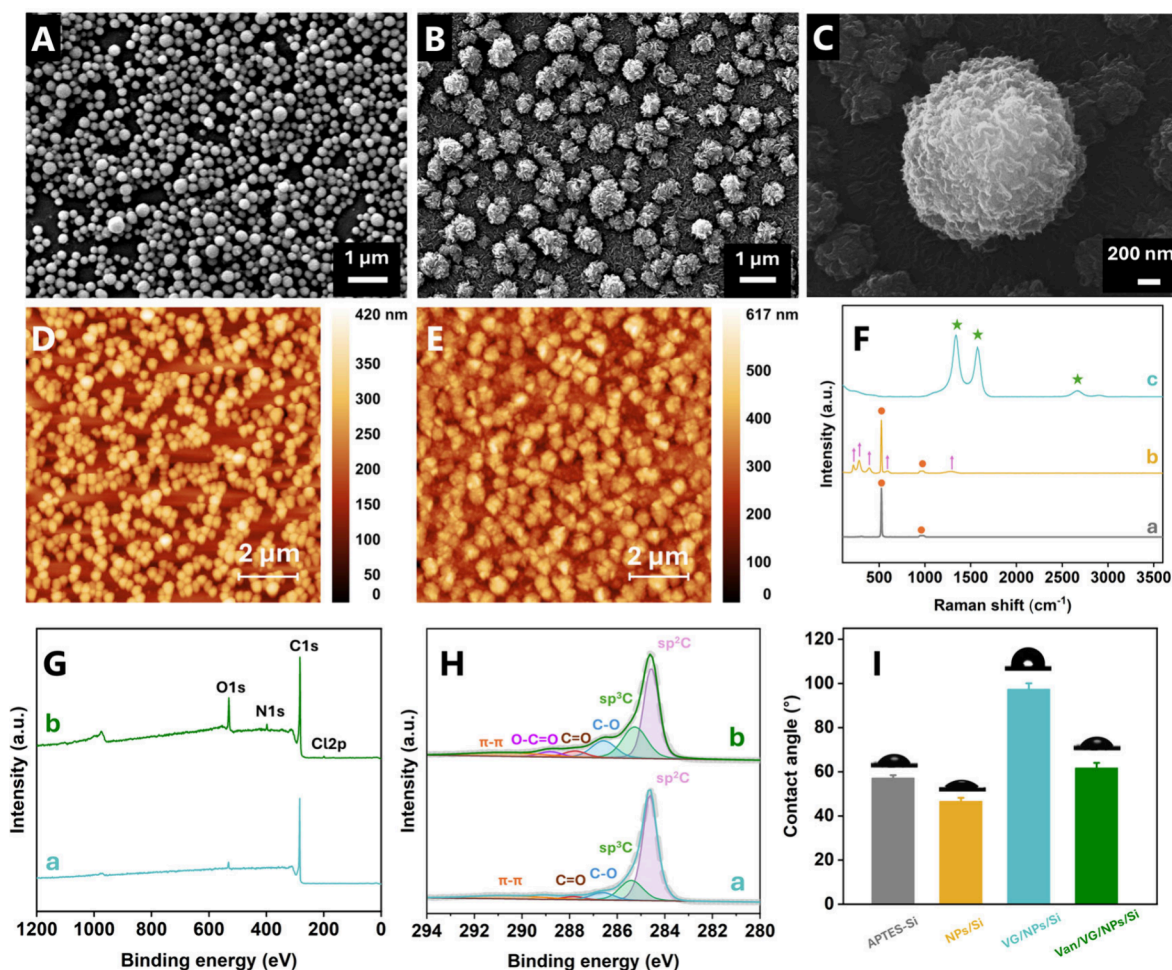 A
1 µm
B
1 µm
C
200 nm
D
2 µm
420 nm
350
300
250
200
150
100
50
0
E
2 µm
617 nm
500
400
300
200
100
0
F
c
b
a
Intensity (a.u.)
500 1000 1500 2000 2500 3000 3500
Raman shift (cm⁻¹)
G
C1s
O1s
N1s
Cl2p
b
a
Intensity (a.u.)
1200 1000 800 600 400 200 0
Binding energy (eV)
H
sp²C
sp³C
C-O
C=O
O-C=O
π-π
b
sp²C
sp³C
C-O
C=O
π-π
a
Intensity (a.u.)
294 292 290 288 286 284 282 280
Binding energy (eV)
I
Contact angle (°)
120
100
80
60
40
20
0
APTES-Si
NPs/Si
VG/NPs/Si
Van/VG/NPs/Si